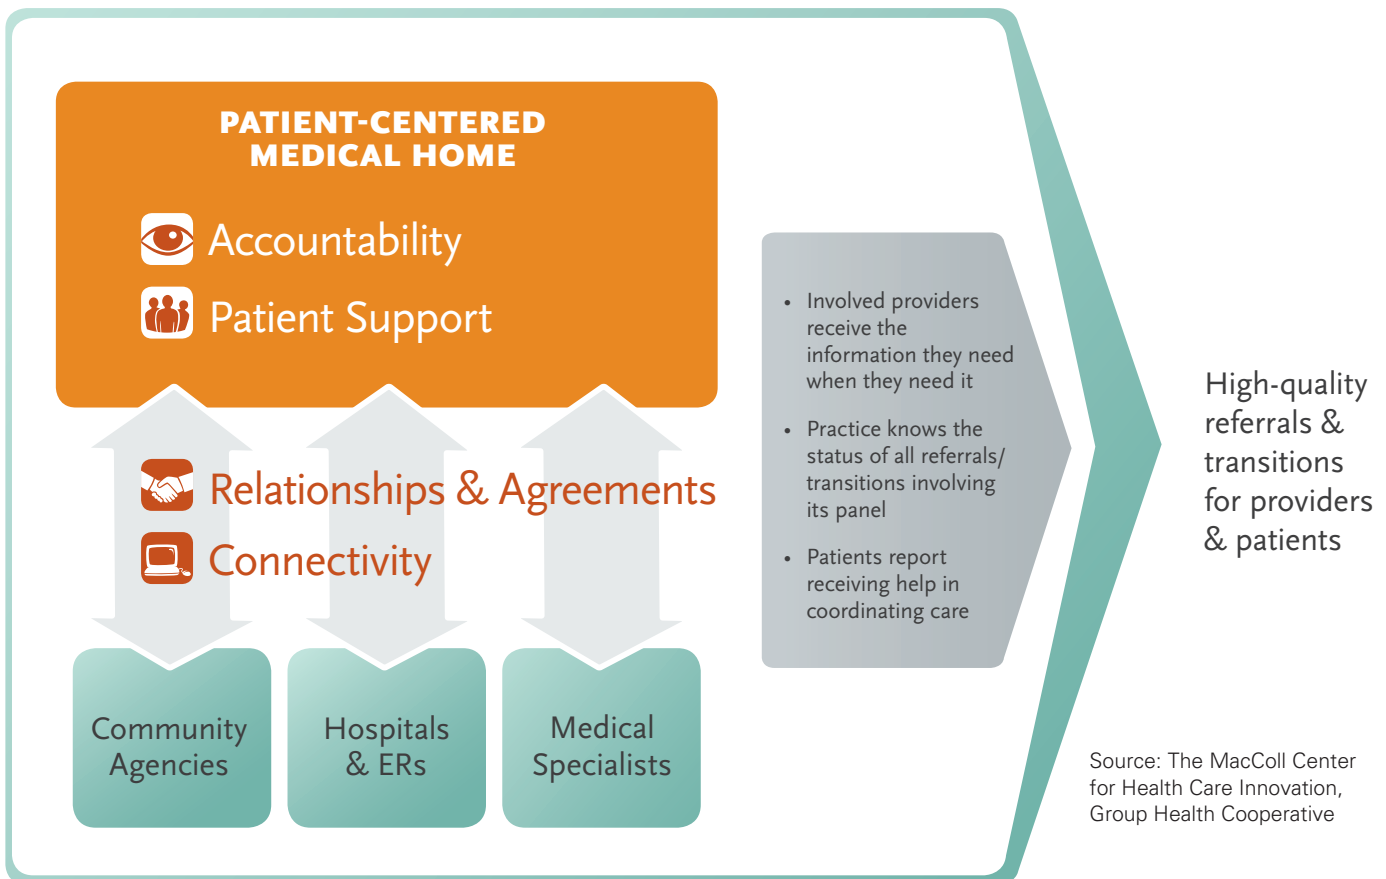 PATIENT-CENTERED
MEDICAL HOME
Accountability
Patient Support
Relationships & Agreements
Connectivity
Community
Agencies
Hospitals
& ERs
Medical
Specialists
• Involved providers
receive the
information they need
when they need it
• Practice knows the
status of all referrals/
transitions involving
its panel
• Patients report
receiving help in
coordinating care
High-quality
referrals &
transitions
for providers
& patients
Source: The MacColl Center
for Health Care Innovation,
Group Health Cooperative